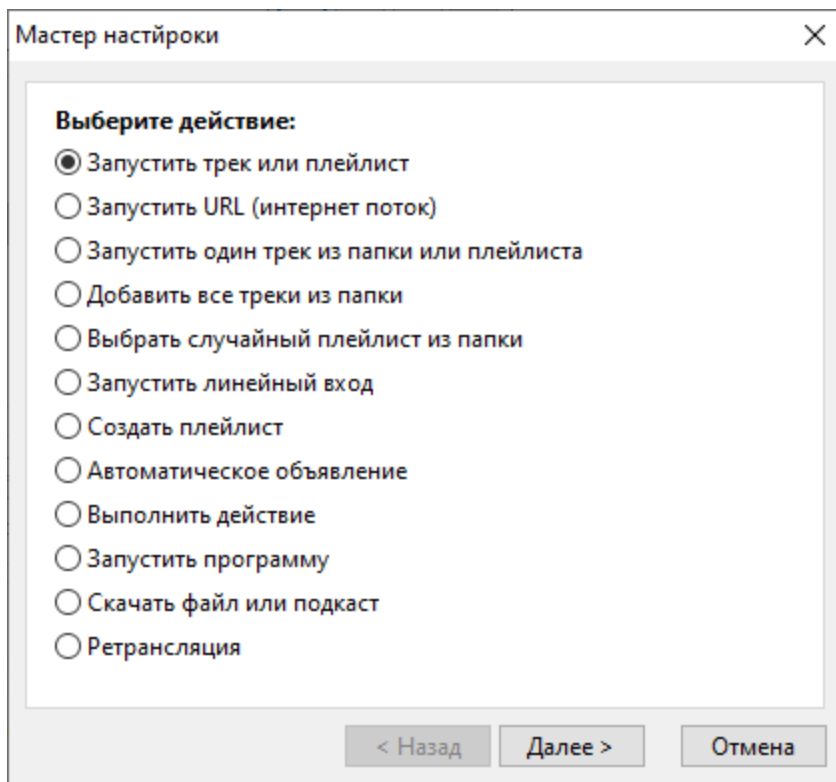 Мастер настйроки
Выберите действие:
Запустить трек или плейлист
Запустить URL (интернет поток)
Запустить один трек из папки или плейлиста
Добавить все треки из папки
Выбрать случайный плейлист из папки
Запустить линейный вход
Создать плейлист
Автоматическое объявление
Выполнить действие
Запустить программу
Скачать файл или подкаст
Ретрансляция
< Назад Далее > Отмена